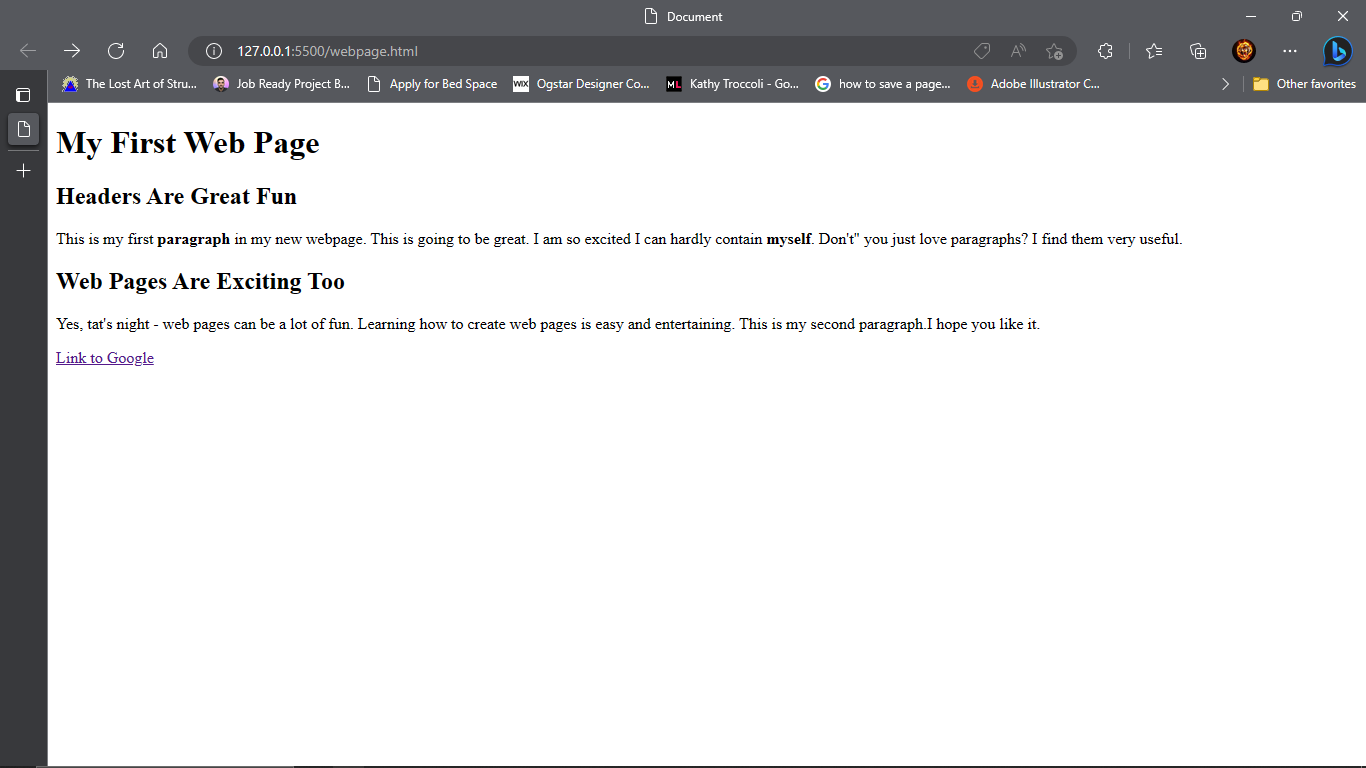 Document
127.0.0.1:5500/webpage.html
The Lost Art of Stru... Job Ready Project B... Apply for Bed Space WIX Ogstar Designer Co... ML Kathy Troccoli - Go... G how to save a page... Adobe Illustrator C... Other favorites
My First Web Page
Headers Are Great Fun
This is my first paragraph in my new webpage. This is going to be great. I am so excited I can hardly contain myself. Don't" you just love paragraphs? I find them very useful.
Web Pages Are Exciting Too
Yes, tat's night - web pages can be a lot of fun. Learning how to create web pages is easy and entertaining. This is my second paragraph.I hope you like it.
Link to Google